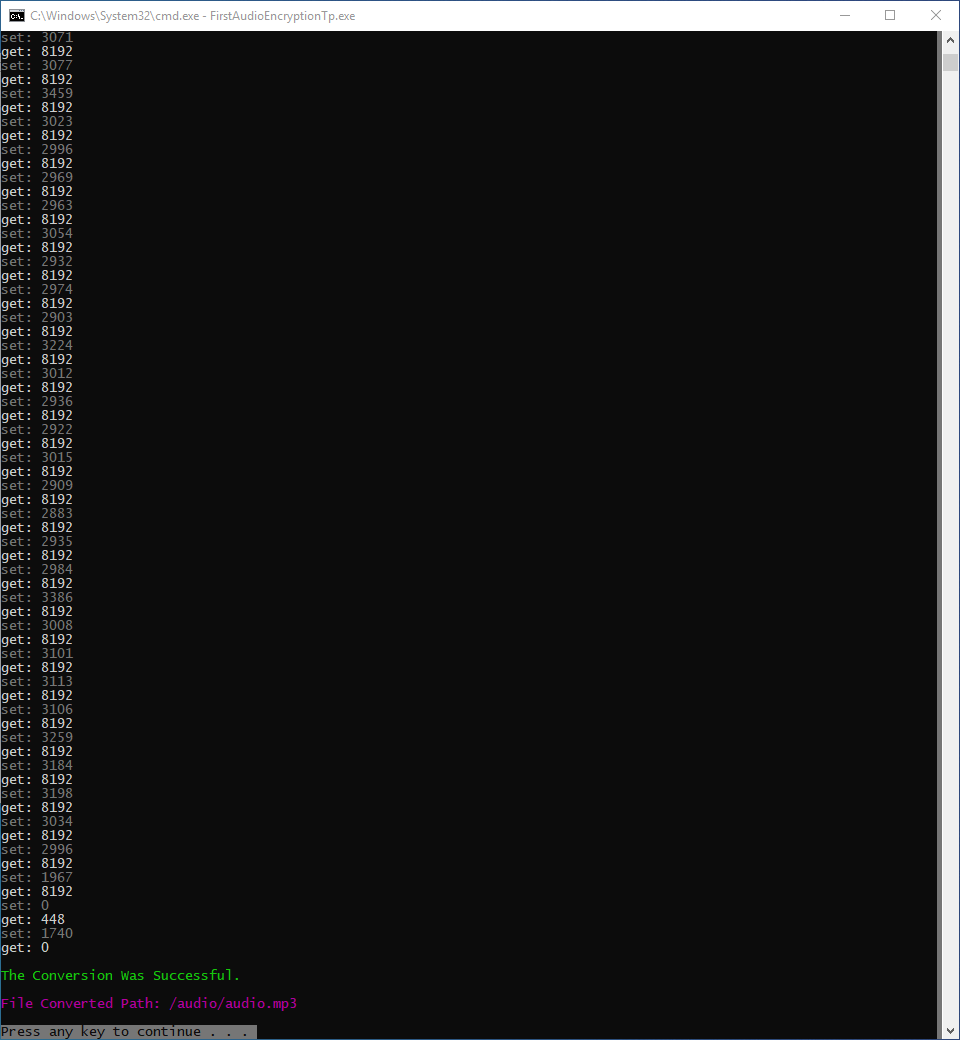 C:\Windows\System32\cmd.exe - FirstAudioEncryptionTp.exe
set: 3071
get: 8192
set: 3077
get: 8192
set: 3459
get: 8192
set: 3023
get: 8192
set: 2996
get: 8192
set: 2969
get: 8192
set: 2963
get: 8192
set: 3054
get: 8192
set: 2932
get: 8192
set: 2974
get: 8192
set: 2903
get: 8192
set: 3224
get: 8192
set: 3012
get: 8192
set: 2936
get: 8192
set: 2922
get: 8192
set: 3015
get: 8192
set: 2909
get: 8192
set: 2883
get: 8192
set: 2935
get: 8192
set: 2984
get: 8192
set: 3386
get: 8192
set: 3008
get: 8192
set: 3101
get: 8192
set: 3113
get: 8192
set: 3106
get: 8192
set: 3259
get: 8192
set: 3184
get: 8192
set: 3198
get: 8192
set: 3034
get: 8192
set: 2996
get: 8192
set: 1967
get: 8192
set: 0
get: 448
set: 1740
get: 0
The Conversion Was Successful.
File Converted Path: /audio/audio.mp3
Press any key to continue . . .